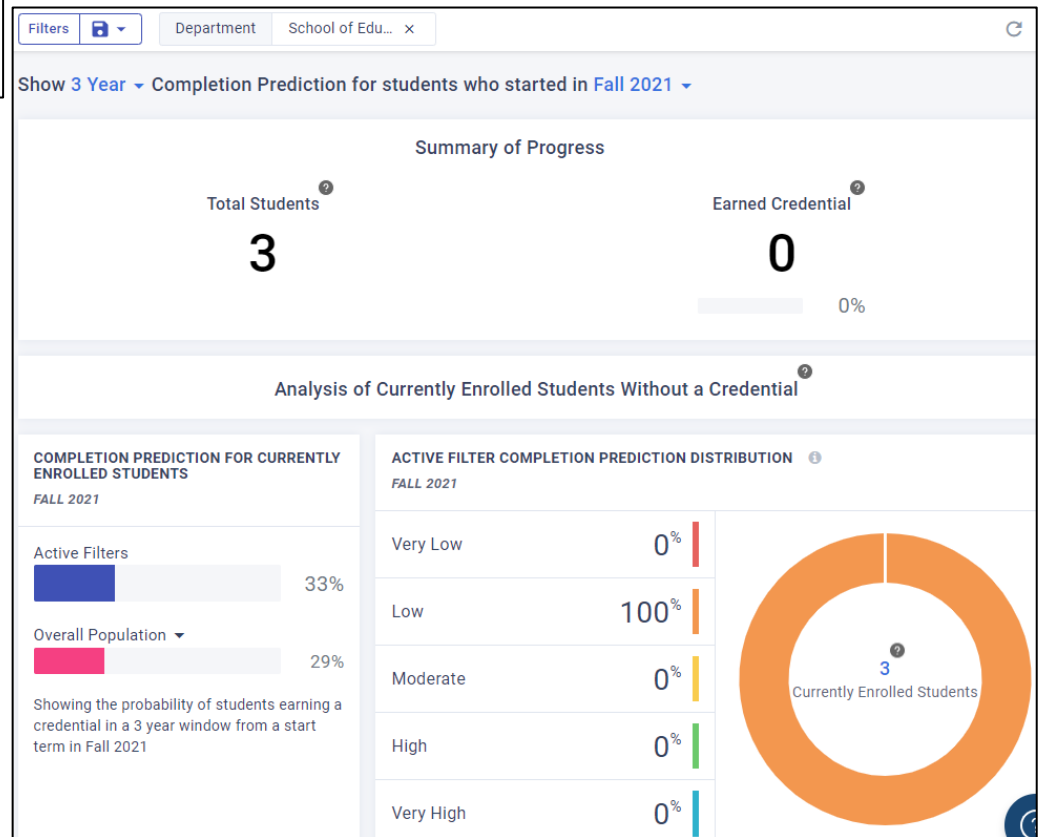 Filters
Department School of Edu... ×
Show 3 Year Completion Prediction for students who started in Fall 2021
Summary of Progress
Total Students ?
3
Earned Credential ?
0
0%
Analysis of Currently Enrolled Students Without a Credential ?
COMPLETION PREDICTION FOR CURRENTLY
ENROLLED STUDENTS
FALL 2021
Active Filters
33%
Overall Population
29%
Showing the probability of students earning a
credential in a 3 year window from a start
term in Fall 2021
ACTIVE FILTER COMPLETION PREDICTION DISTRIBUTION i
FALL 2021
Very Low 0%
Low 100%
Moderate 0%
High 0%
Very High 0%
?
3
Currently Enrolled Students